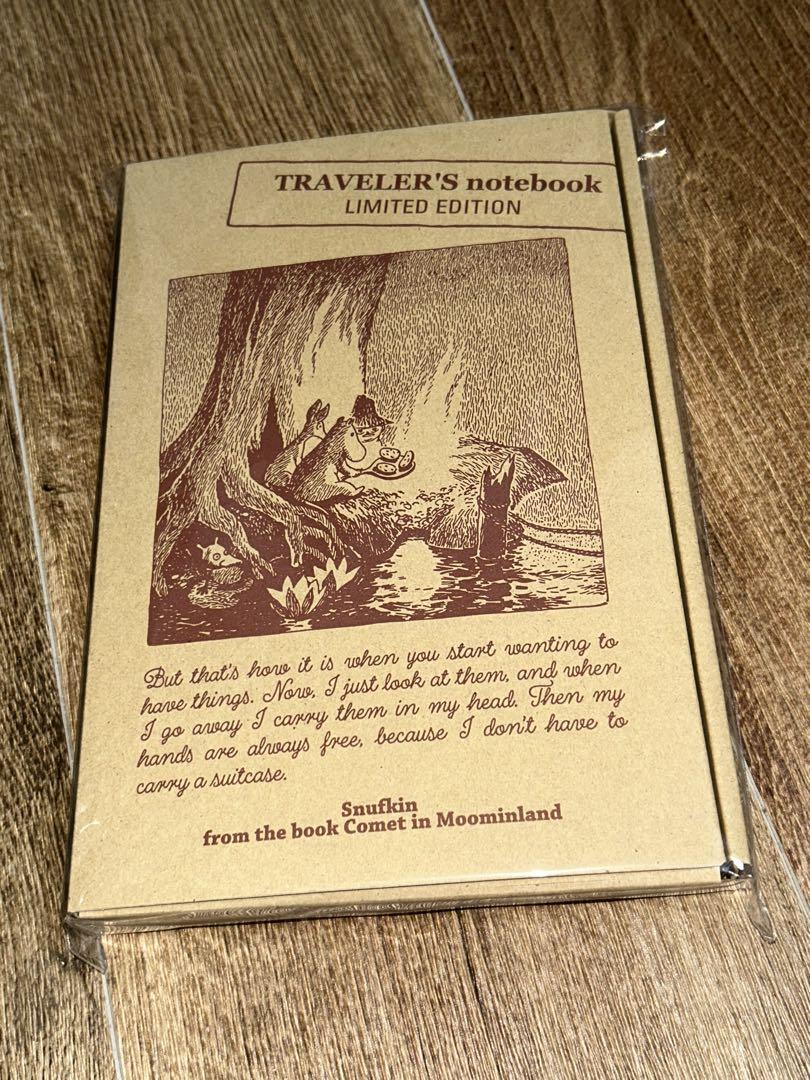 TRAVELER'S notebook
LIMITED EDITION
But that's how it is when you start wanting to
have things. Now, I just look at them, and when
I go away I carry them in my head. Then my
hands are always free, because I don't have to
carry a suitcase.
Snufkin
from the book Comet in Moominland